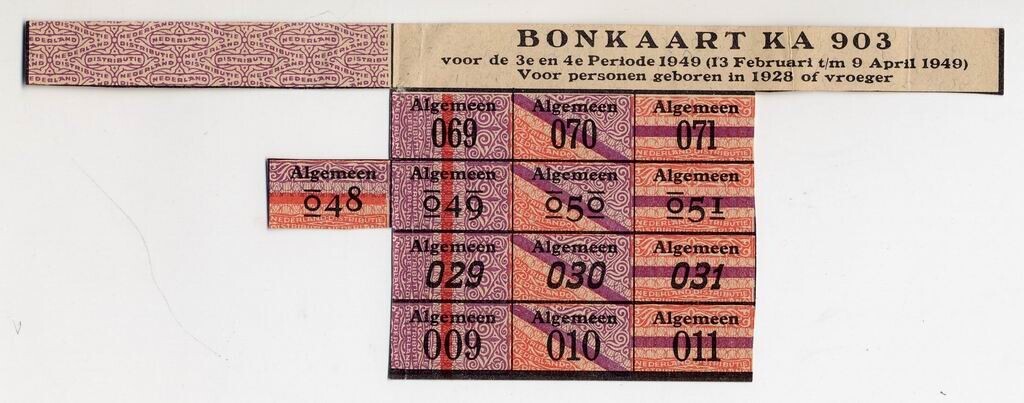 BONKAART KA 903
voor de 3e en 4e Periode 1949 (13 Februari t/m 9 April 1949)
Voor personen geboren in 1928 of vroeger
Algemeen Algemeen Algemeen
069 070 071
Algemeen Algemeen Algemeen Algemeen
048 049 050 051
NEDERLAND DISTRIBUTIE
Algemeen Algemeen Algemeen
029 030 031
Algemeen Algemeen Algemeen
009 010 011